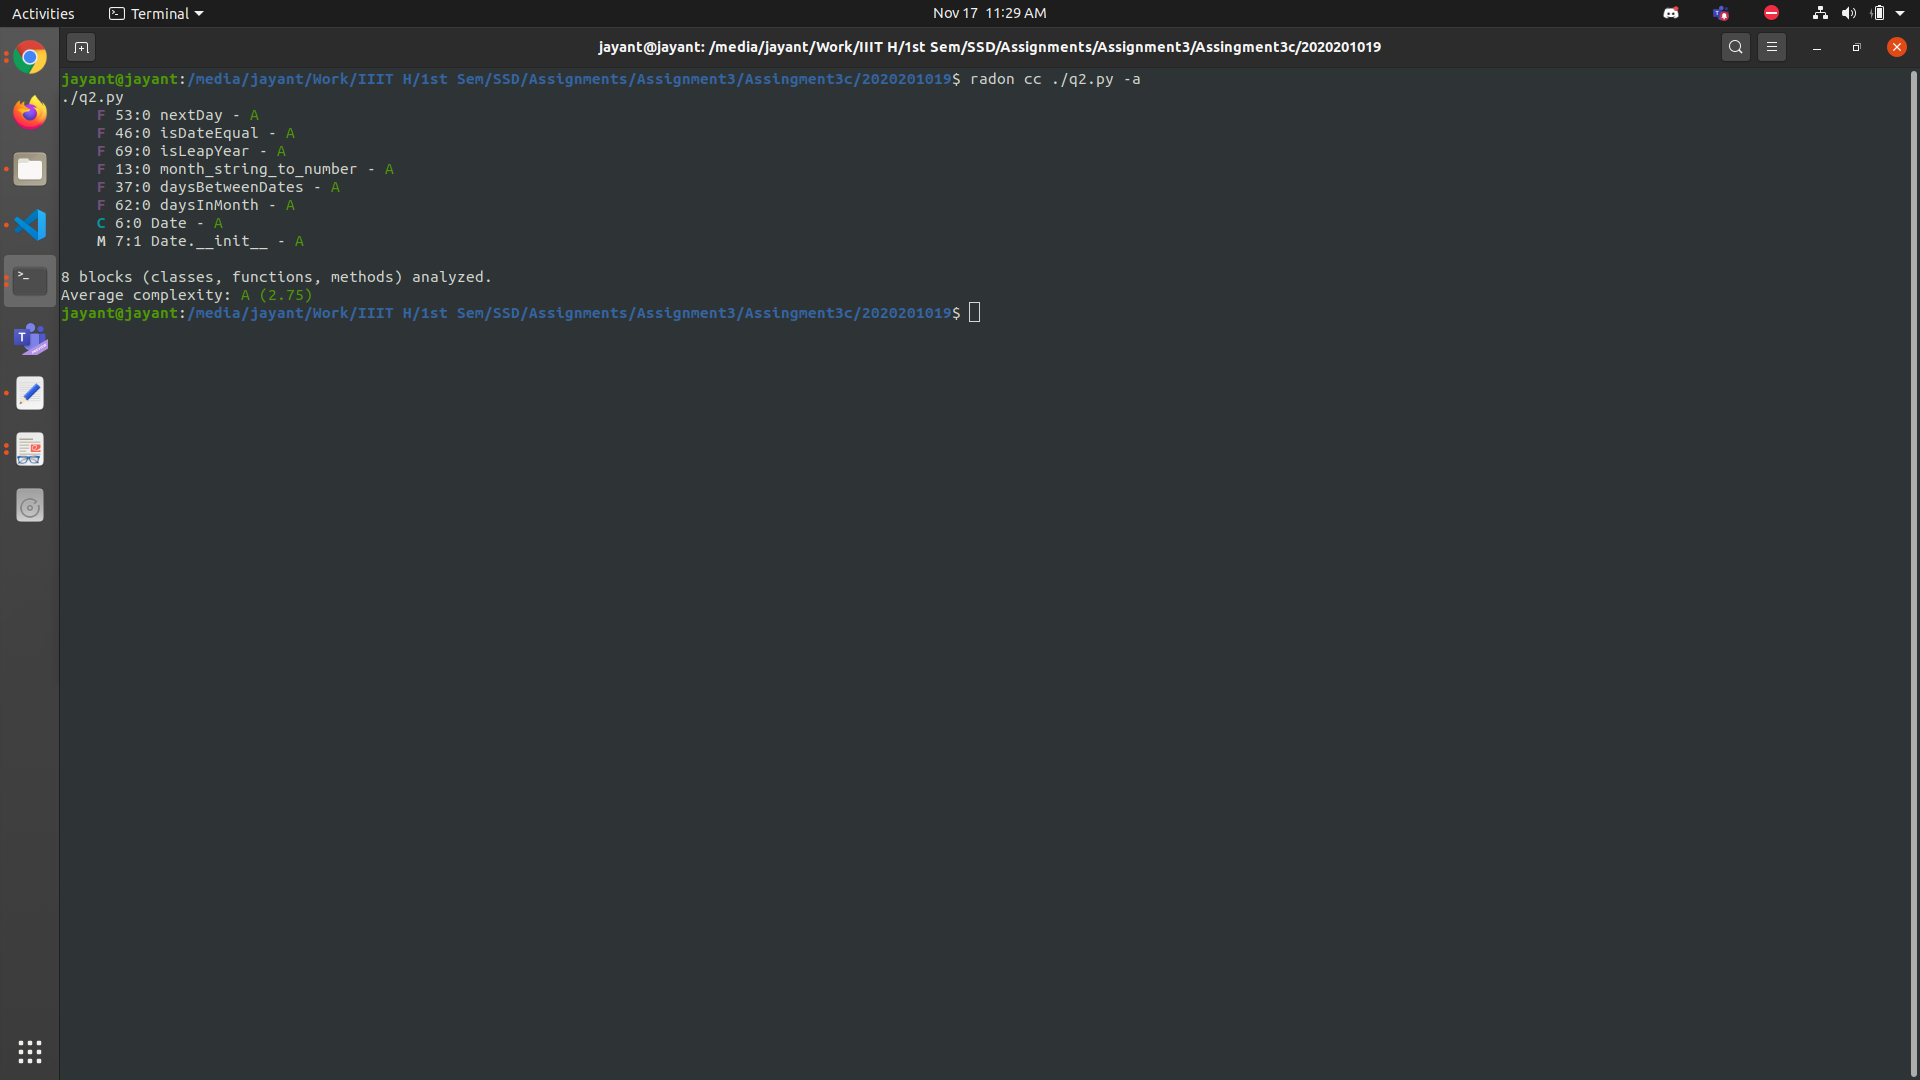 Activities Terminal Nov 17 11:29 AM
jayant@jayant: /media/jayant/Work/IIIT H/1st Sem/SSD/Assignments/Assignment3/Assingment3c/2020201019
jayant@jayant:/media/jayant/Work/IIIT H/1st Sem/SSD/Assignments/Assignment3/Assingment3c/2020201019$ radon cc ./q2.py -a
./q2.py
F 53:0 nextDay - A
F 46:0 isDateEqual - A
F 69:0 isLeapYear - A
F 13:0 month_string_to_number - A
F 37:0 daysBetweenDates - A
F 62:0 daysInMonth - A
C 6:0 Date - A
M 7:1 Date.__init__ - A
8 blocks (classes, functions, methods) analyzed.
Average complexity: A (2.75)
jayant@jayant:/media/jayant/Work/IIIT H/1st Sem/SSD/Assignments/Assignment3/Assingment3c/2020201019$